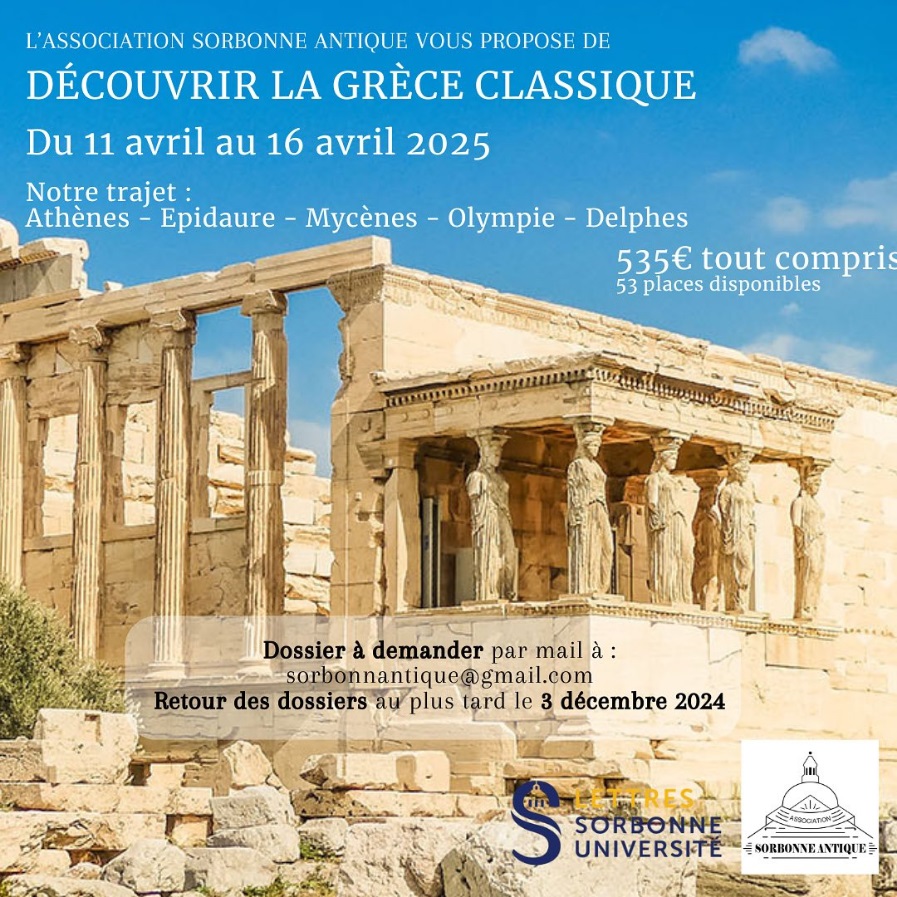 L'ASSOCIATION SORBONNE ANTIQUE VOUS PROPOSE DE
DÉCOUVRIR LA GRÈCE CLASSIQUE
Du 11 avril au 16 avril 2025
Notre trajet :
Athènes - Epidaure - Mycènes - Olympie - Delphes
535€ tout compris
53 places disponibles
Dossier à demander par mail à :
sorbonnantique@gmail.com
Retour des dossiers au plus tard le 3 décembre 2024
LETTRES
SORBONNE
UNIVERSITÉ
ASSOCIATION
SORBONNE ANTIQUE